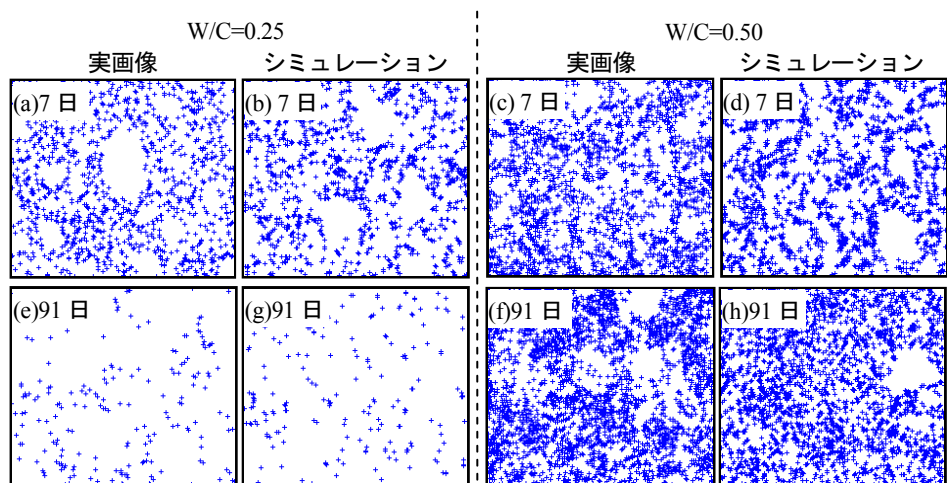 W/C=0.25
W/C=0.50
実画像
シミュレーション
実画像
シミュレーション
(a)7 日
(b) 7 日
(c) 7 日
(d) 7 日
(e)91 日
(g)91 日
(f)91 日
(h)91 日